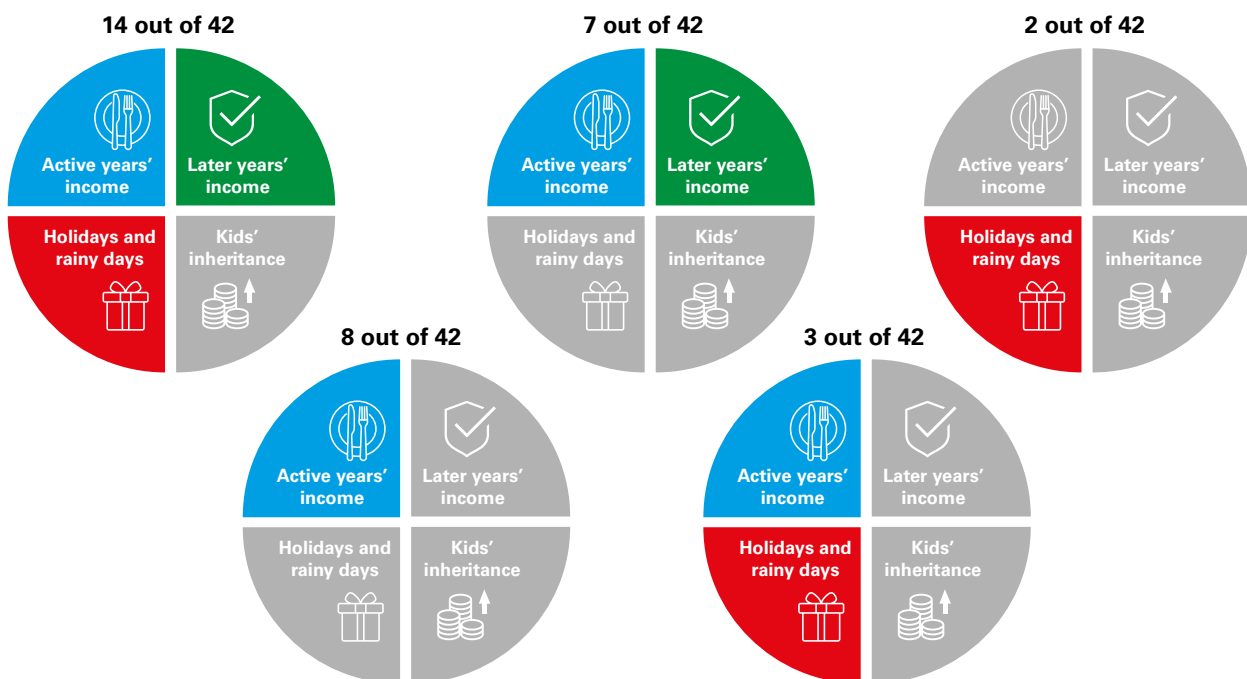 14 out of 42
Active years’
income
Later years’
income
Holidays and
rainy days
Kids’
inheritance
7 out of 42
Active years’
income
Later years’
income
Holidays and
rainy days
Kids’
inheritance
2 out of 42
Active years’
income
Later years’
income
Holidays and
rainy days
Kids’
inheritance
8 out of 42
Active years’
income
Later years’
income
Holidays and
rainy days
Kids’
inheritance
3 out of 42
Active years’
income
Later years’
income
Holidays and
rainy days
Kids’
inheritance